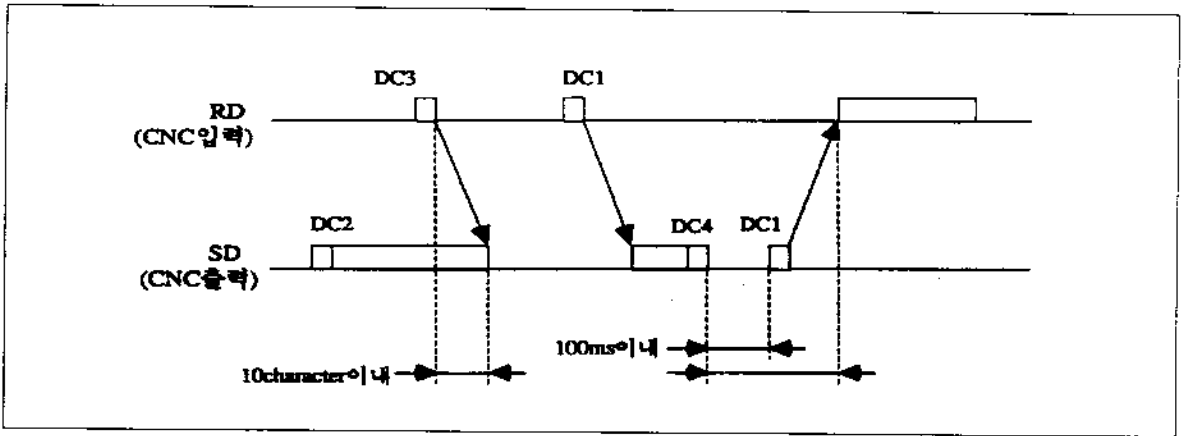 DC3
DC1
RD
(CNC입력)
DC2
DC4
DC1
SD
(CNC출력)
100ms이내
10character이내